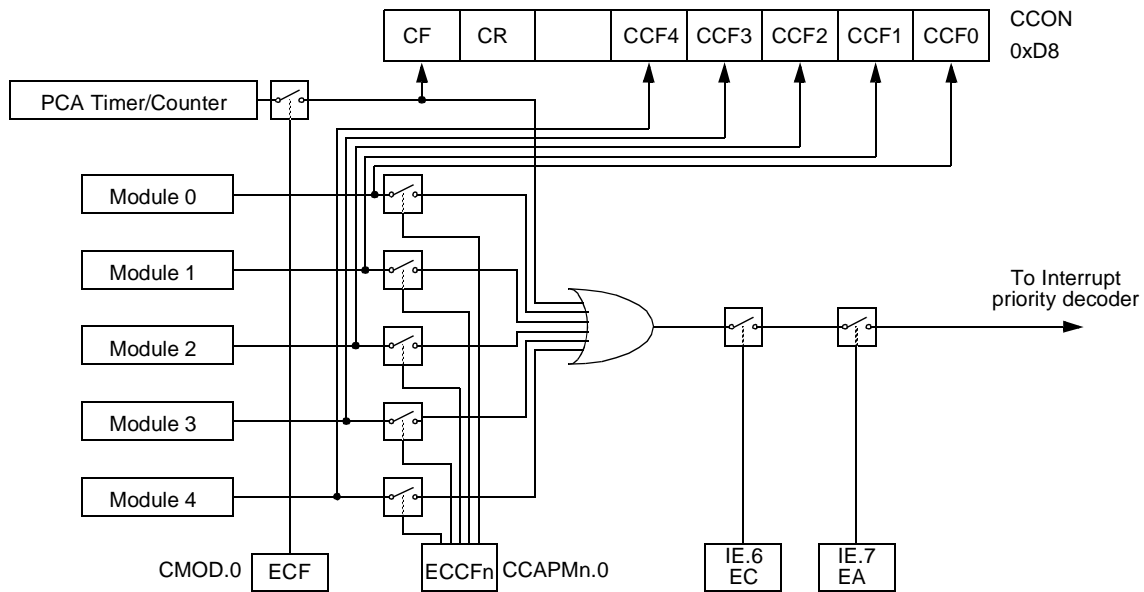 CF CR CCF4 CCF3 CCF2 CCF1 CCF0
CCON
0xD8
PCA Timer/Counter
Module 0
Module 1
Module 2
Module 3
Module 4
To Interrupt
priority decoder
CMOD.0 ECF
ECCFn CCAPMn.0
IE.6
EC
IE.7
EA